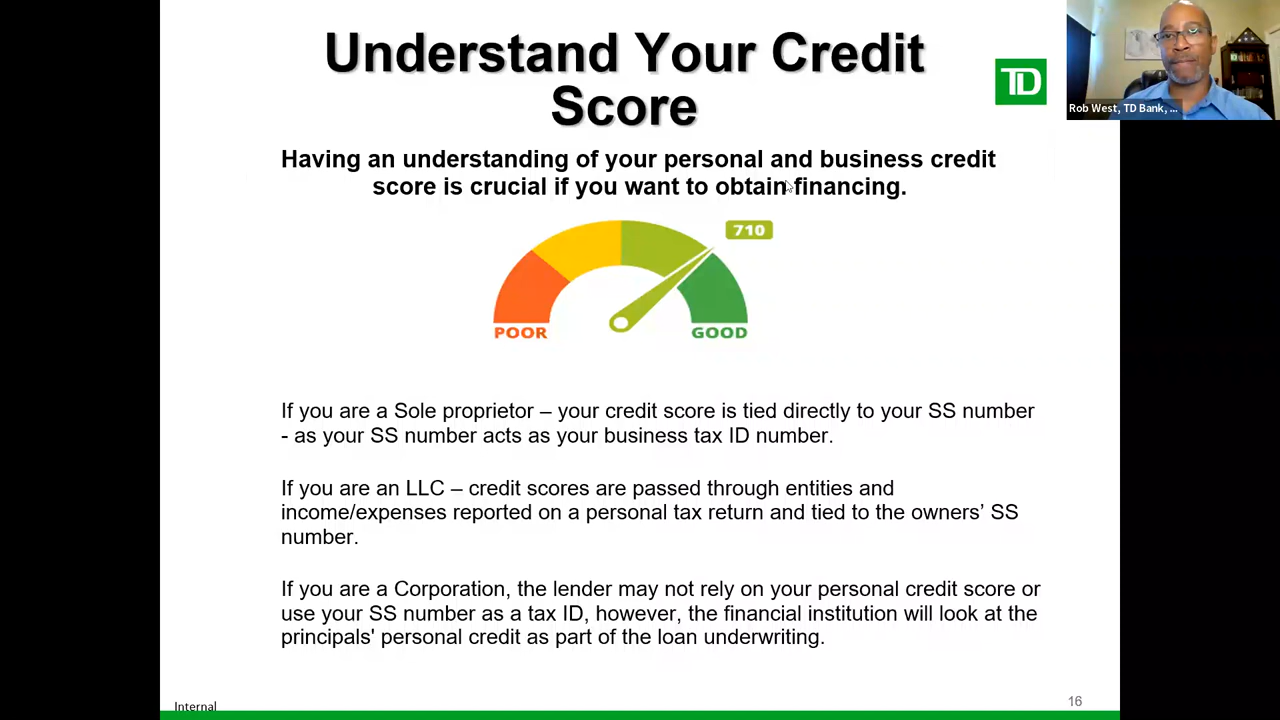 Understand Your Credit
Score
TD
Rob West, TD Bank, ...
Having an understanding of your personal and business credit
score is crucial if you want to obtain financing.
710
POOR
GOOD
If you are a Sole proprietor – your credit score is tied directly to your SS number
- as your SS number acts as your business tax ID number.
If you are an LLC – credit scores are passed through entities and
income/expenses reported on a personal tax return and tied to the owners’ SS
number.
If you are a Corporation, the lender may not rely on your personal credit score or
use your SS number as a tax ID, however, the financial institution will look at the
principals' personal credit as part of the loan underwriting.
Internal
16